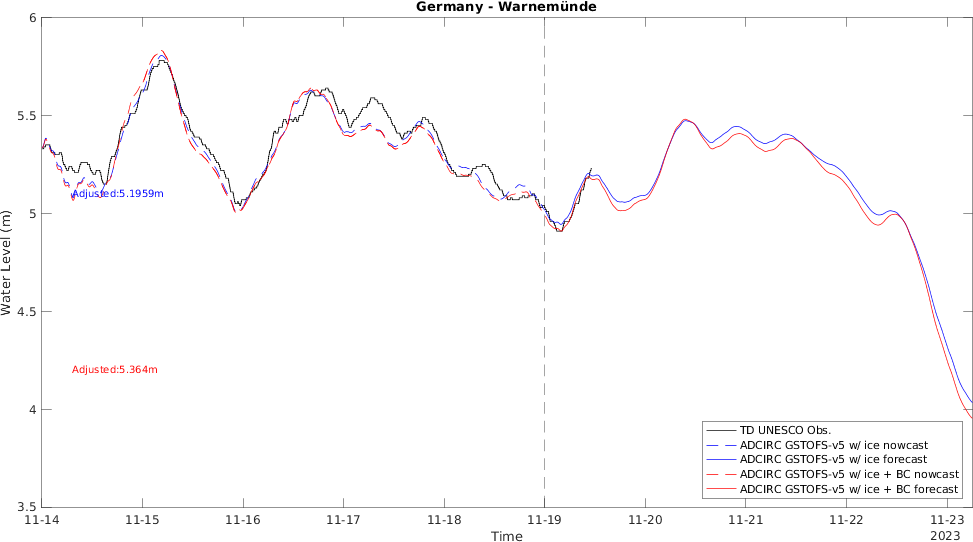 Germany - Warnemünde
6
5.5
5
4.5
4
3.5
Water Level (m)
Adjusted:5.1959m
Adjusted:5.364m
TD UNESCO Obs.
ADCIRC GSTOFS-v5 w/ ice nowcast
ADCIRC GSTOFS-v5 w/ ice forecast
ADCIRC GSTOFS-v5 w/ ice + BC nowcast
ADCIRC GSTOFS-v5 w/ ice + BC forecast
11-14 11-15 11-16 11-17 11-18 11-19 11-20 11-21 11-22 11-23
Time
2023